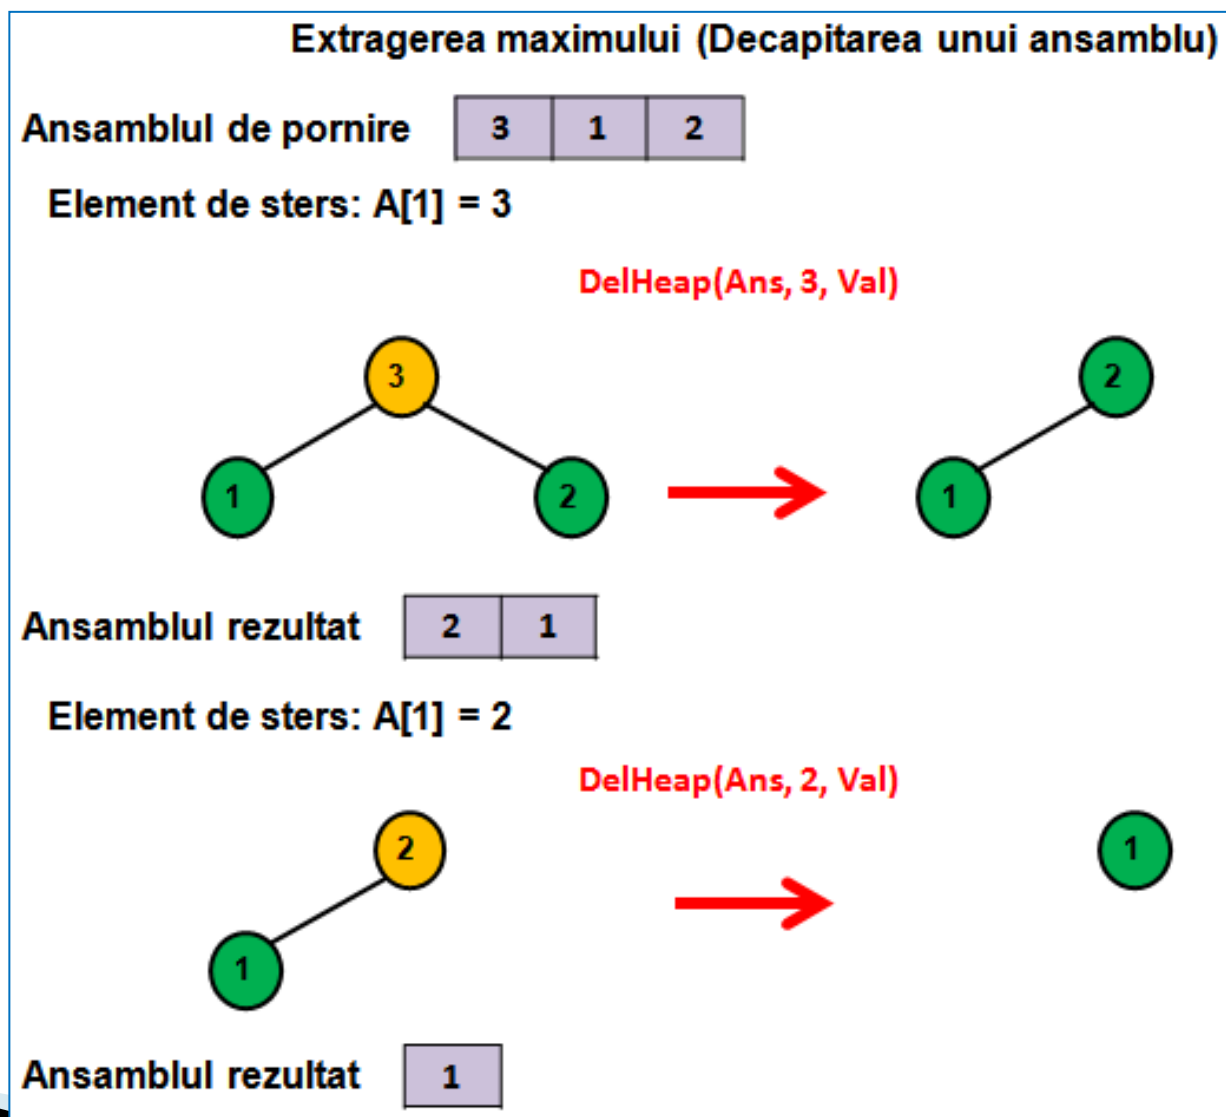 Extragerea maximului (Decapitarea unui ansamblu)
Ansamblul de pornire 3 1 2
Element de sters: A[1] = 3
DelHeap(Ans, 3, Val)
3 2
1 2 1
Ansamblul rezultat 2 1
Element de sters: A[1] = 2
DelHeap(Ans, 2, Val)
2 1
1
Ansamblul rezultat 1